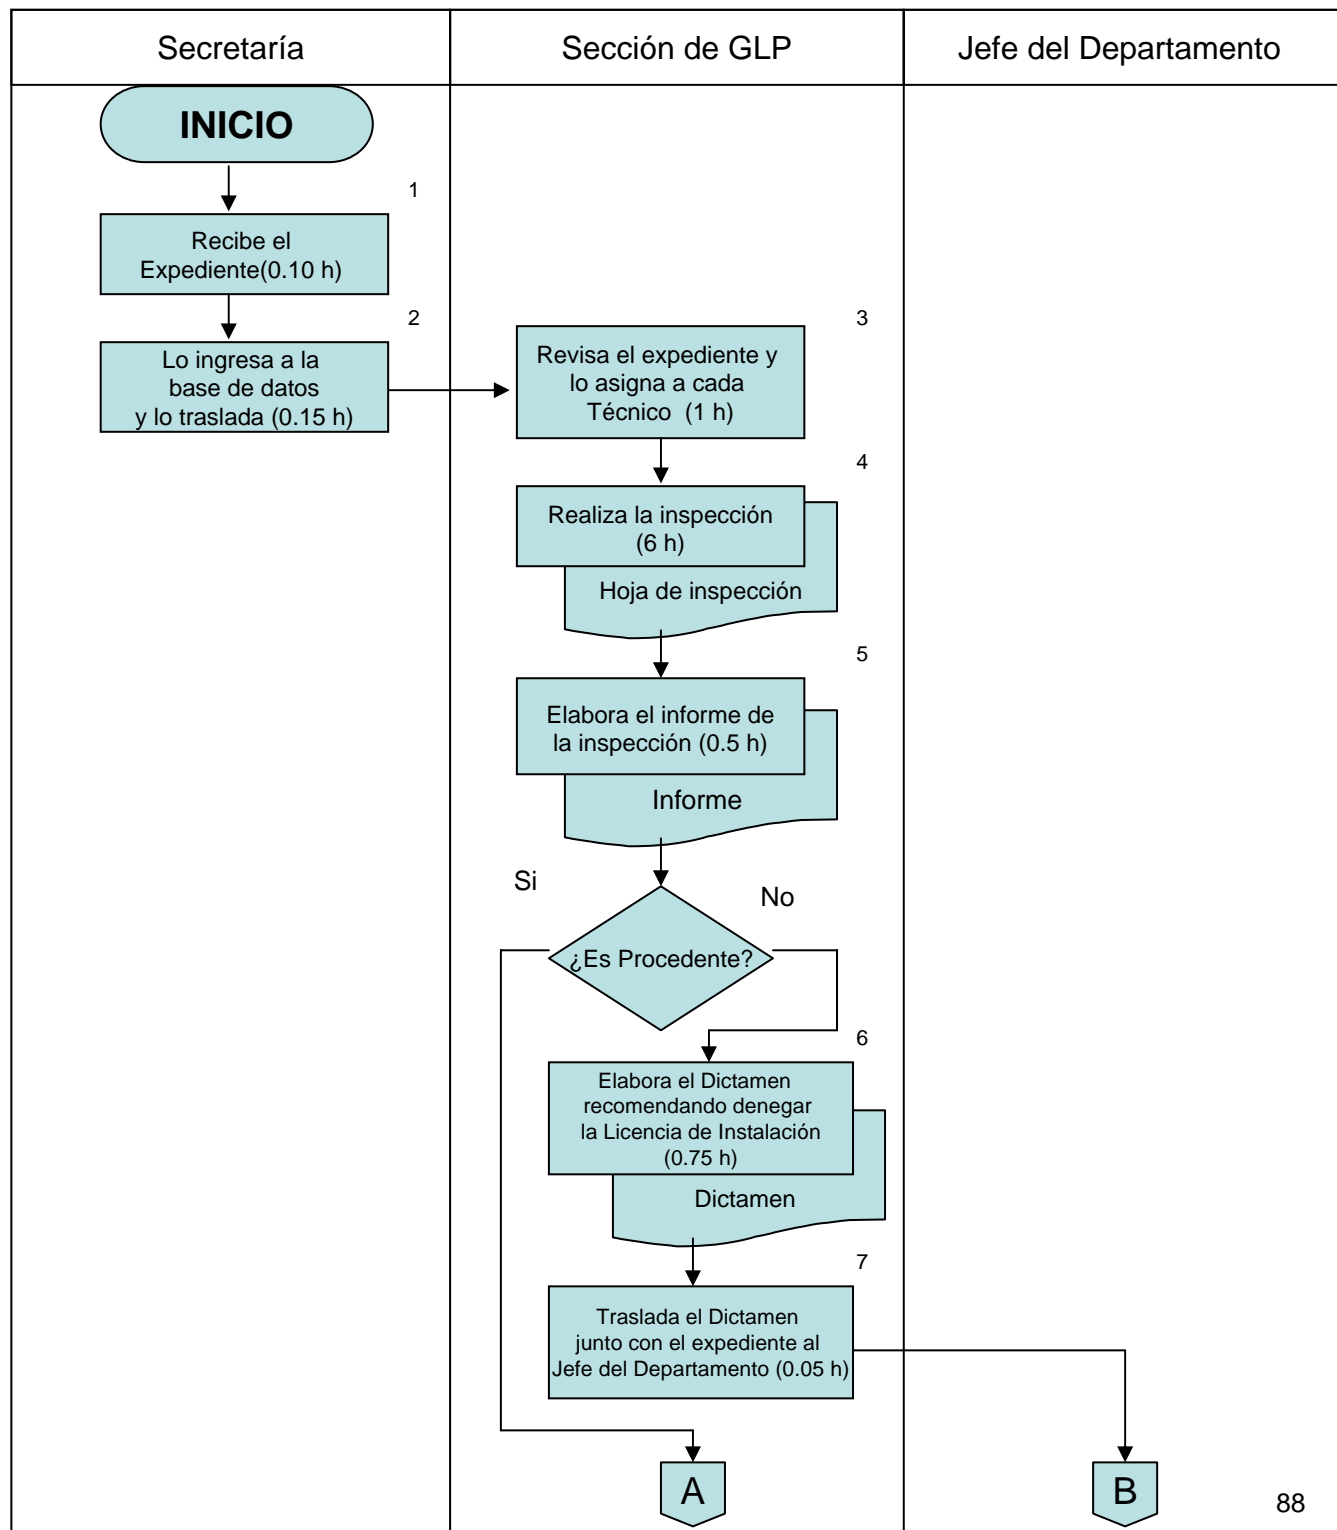 Secretaría
Sección de GLP
Jefe del Departamento
INICIO
1
Recibe el
Expediente(0.10 h)
2
Lo ingresa a la
base de datos
y lo traslada (0.15 h)
3
Revisa el expediente y
lo asigna a cada
Técnico (1 h)
4
Realiza la inspección
(6 h)
Hoja de inspección
5
Elabora el informe de
la inspección (0.5 h)
Informe
Si
No
¿Es Procedente?
6
Elabora el Dictamen
recomendando denegar
la Licencia de Instalación
(0.75 h)
Dictamen
7
Traslada el Dictamen
junto con el expediente al
Jefe del Departamento (0.05 h)
A
B
88